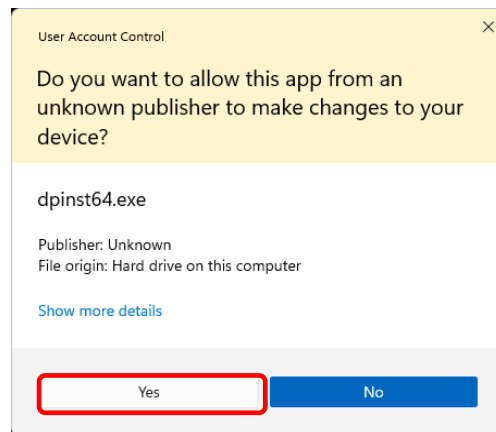 User Account Control
Do you want to allow this app from an
unknown publisher to make changes to your
device?
dpinst64.exe
Publisher: Unknown
File origin: Hard drive on this computer
Show more details
Yes
No